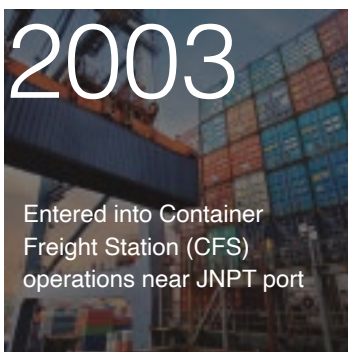 2003
Entered into Container
Freight Station (CFS)
operations near JNPT port